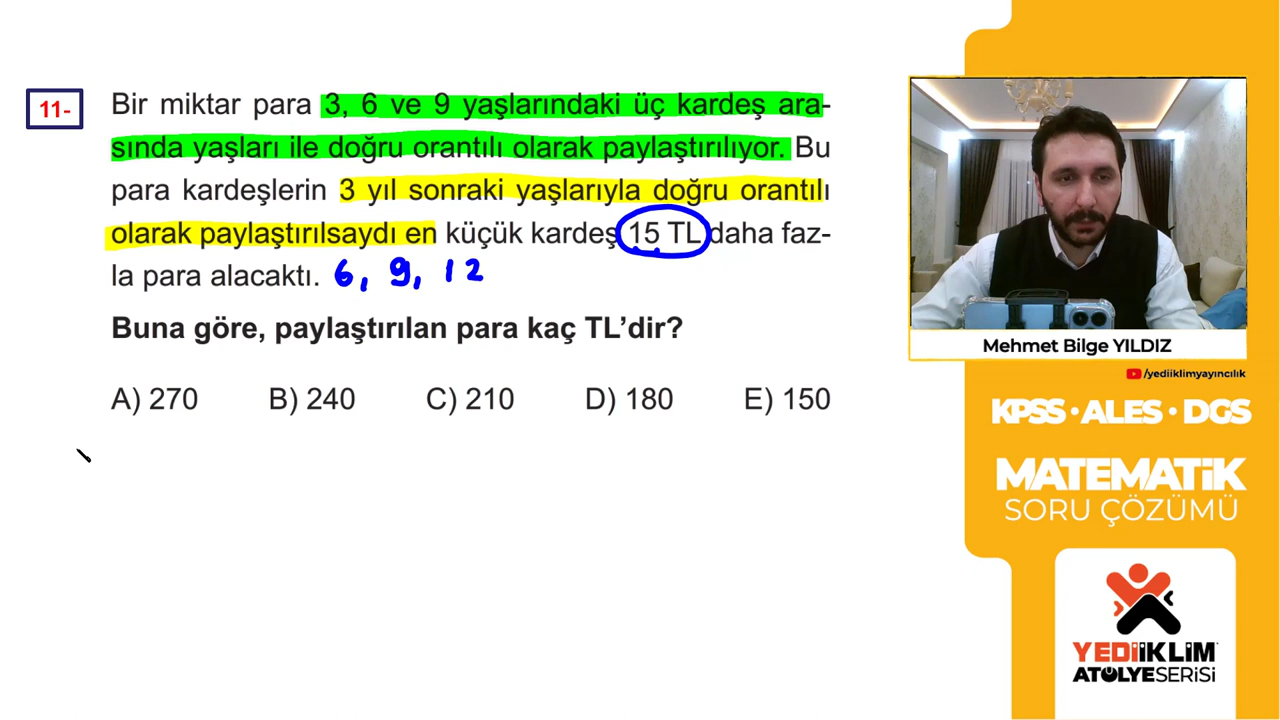 11-
Bir miktar para 3, 6 ve 9 yaşlarındaki üç kardeş ara-
sında yaşları ile doğru orantılı olarak paylaştırılıyor. Bu
para kardeşlerin 3 yıl sonraki yaşlarıyla doğru orantılı
olarak paylaştırılsaydı en küçük kardeş 15 TL daha faz-
la para alacaktı. 6, 9, 12
Buna göre, paylaştırılan para kaç TL’dir?
A) 270 B) 240 C) 210 D) 180 E) 150
Mehmet Bilge YILDIZ
/yediiklimyayıncılık
KPSS • ALES • DGS
MATEMATİK
SORU ÇÖZÜMÜ
YEDİİKLİM
ATÖLYESERİSİ